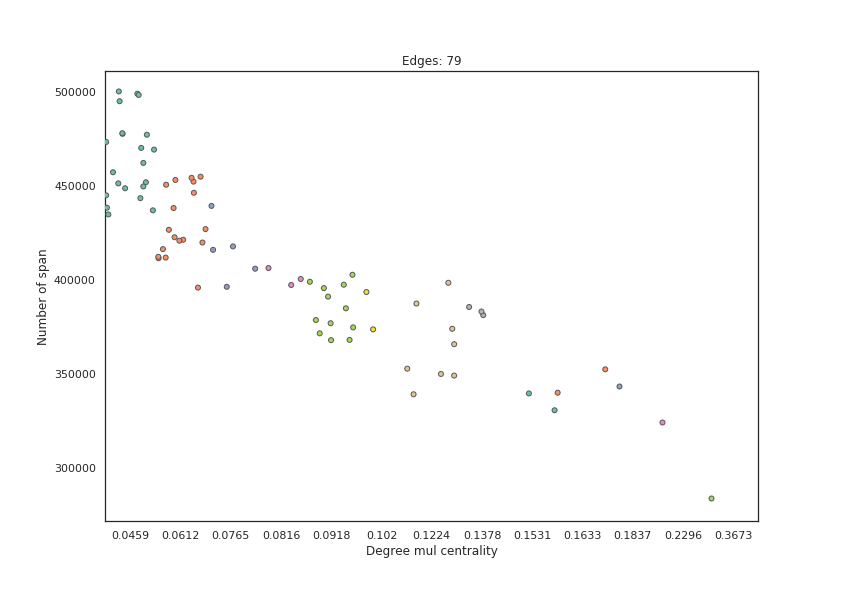 Edges: 79
500000
450000
400000
350000
300000
Number of span
0.0459 0.0612 0.0765 0.0816 0.0918 0.102 0.1224 0.1378 0.1531 0.1633 0.1837 0.2296 0.3673
Degree mul centrality